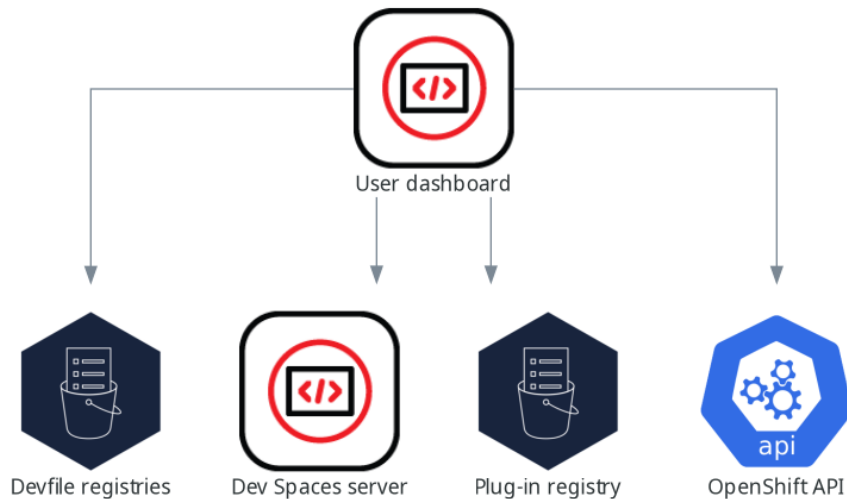 </>
User dashboard
</>
api
Devfile registries
Dev Spaces server
Plug-in registry
OpenShift API